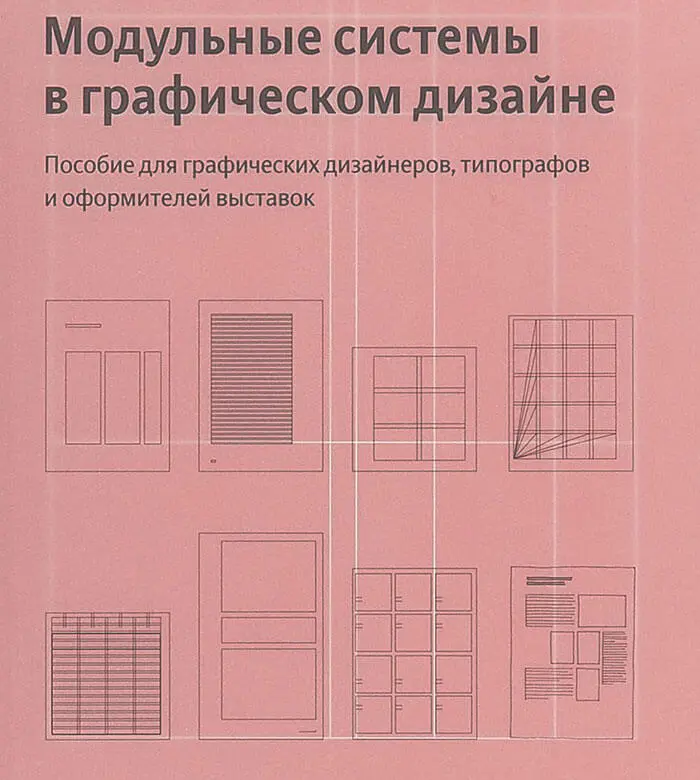 Модульные системы
в графическом дизайне
Пособие для графических дизайнеров, типографов
и оформителей выставок